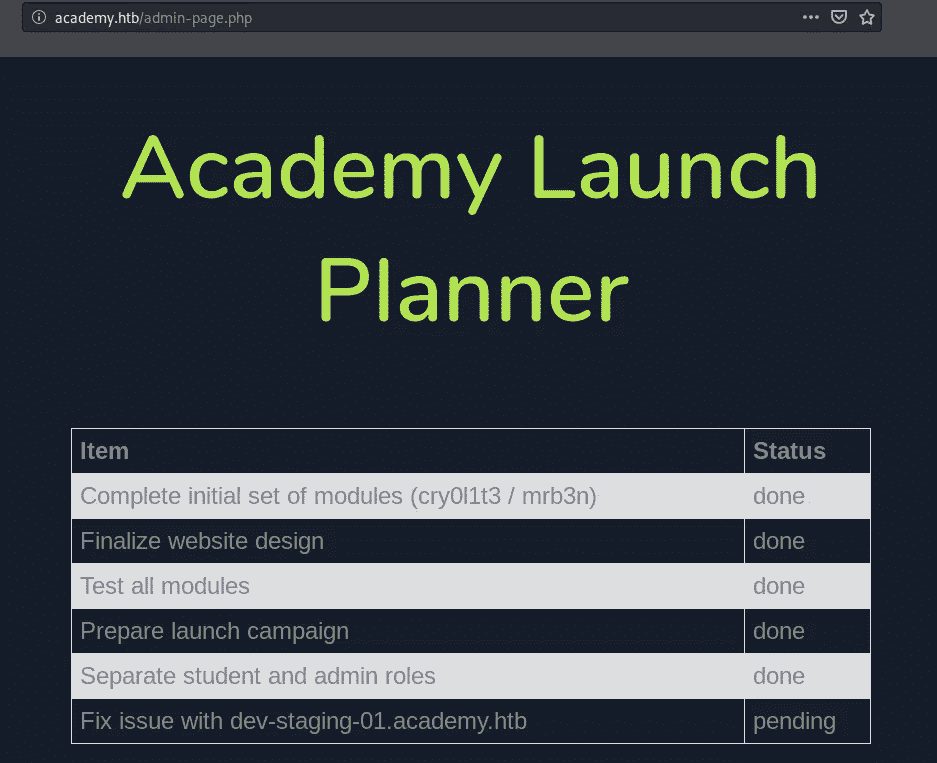 academy.htb/admin-page.php
Academy Launch
Planner
Item Status
Complete initial set of modules (cry0l1t3 / mrb3n) done
Finalize website design done
Test all modules done
Prepare launch campaign done
Separate student and admin roles done
Fix issue with dev-staging-01.academy.htb pending